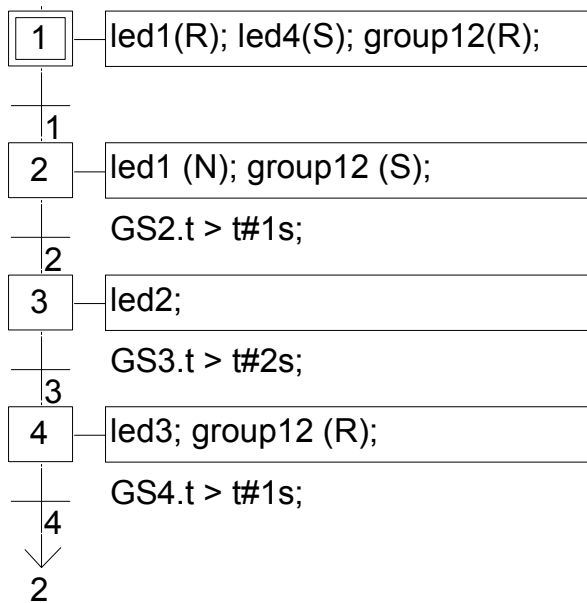 1 led1(R); led4(S); group12(R);
1
2 led1 (N); group12 (S);
GS2.t > t#1s;
2
3 led2;
GS3.t > t#2s;
3
4 led3; group12 (R);
GS4.t > t#1s;
4
2